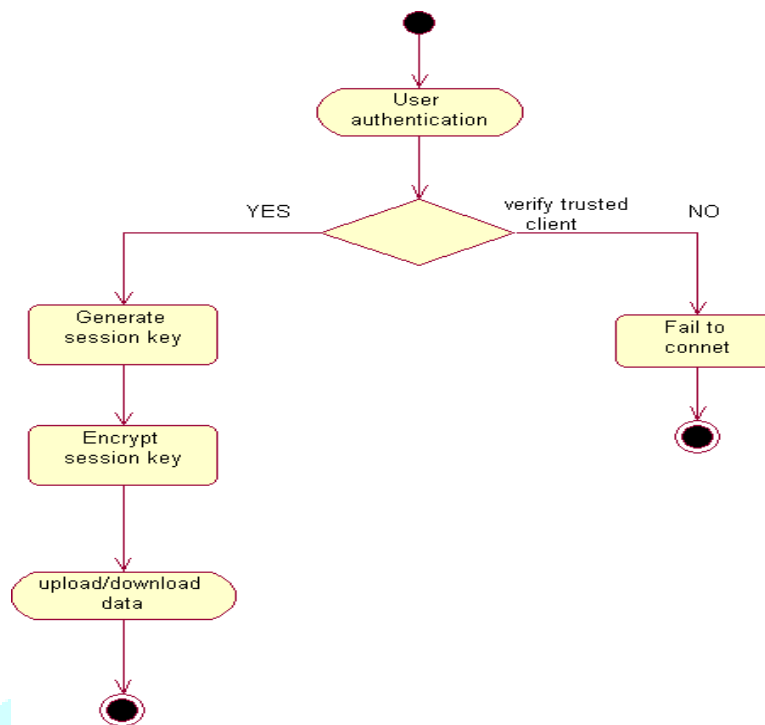 User
authentication
YES
verify trusted
client
NO
Generate
session key
Fail to
connet
Encrypt
session key
upload/download
data